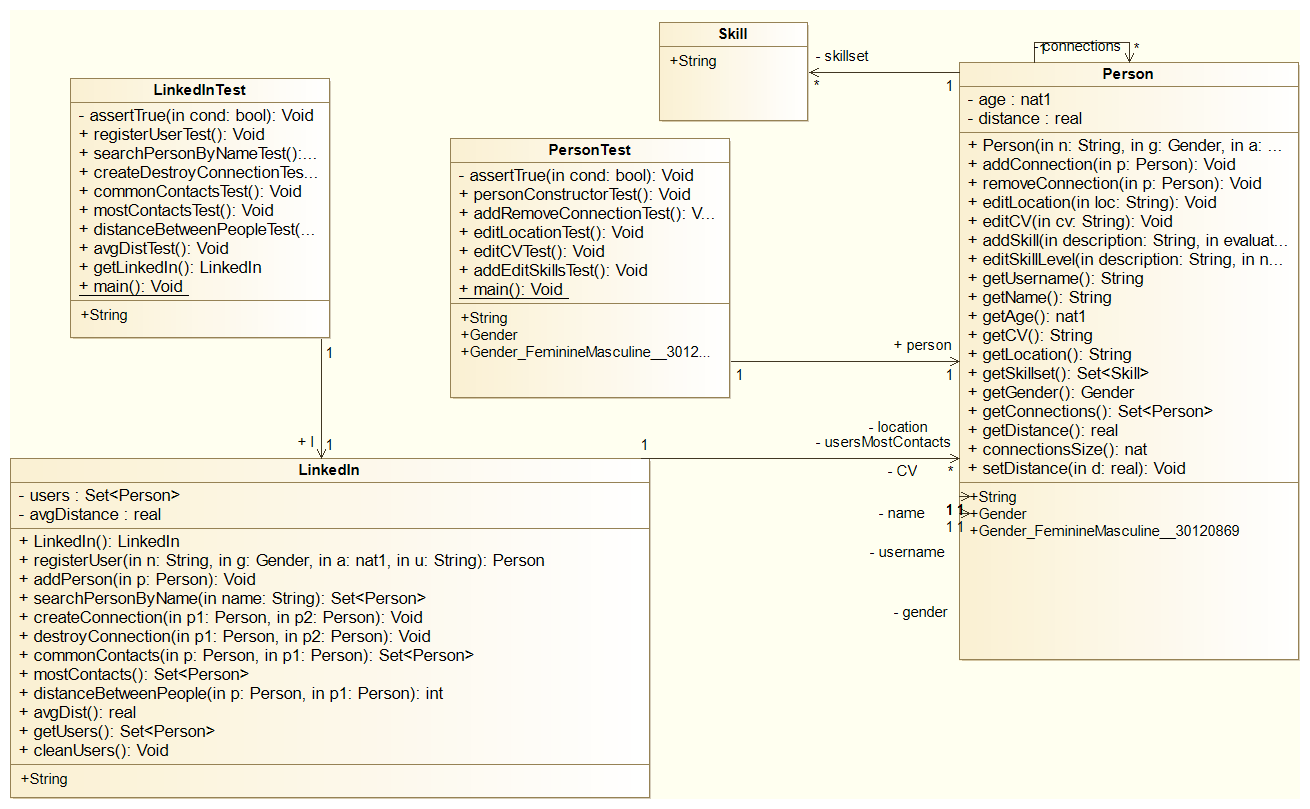 Skill
+String
- skillset
*
1
- connections
1
*
LinkedInTest
- assertTrue(in cond: bool): Void
+ registerUserTest(): Void
+ searchPersonByNameTest():...
+ createDestroyConnectionTes...
+ commonContactsTest(): Void
+ mostContactsTest(): Void
+ distanceBetweenPeopleTest(...
+ avgDistTest(): Void
+ getLinkedIn(): LinkedIn
+ main(): Void
+String
1
+ l
1
PersonTest
- assertTrue(in cond: bool): Void
+ personConstructorTest(): Void
+ addRemoveConnectionTest(): V...
+ editLocationTest(): Void
+ editCVTest(): Void
+ addEditSkillsTest(): Void
+ main(): Void
+String
+Gender
+Gender_FeminineMasculine__3012...
1
+ person
1
Person
- age : nat1
- distance : real
+ Person(in n: String, in g: Gender, in a: ...
+ addConnection(in p: Person): Void
+ removeConnection(in p: Person): Void
+ editLocation(in loc: String): Void
+ editCV(in cv: String): Void
+ addSkill(in description: String, in evaluat...
+ editSkillLevel(in description: String, in n...
+ getUsername(): String
+ getName(): String
+ getAge(): nat1
+ getCV(): String
+ getLocation(): String
+ getSkillset(): Set<Skill>
+ getGender(): Gender
+ getConnections(): Set<Person>
+ getDistance(): real
+ connectionsSize(): nat
+ setDistance(in d: real): Void
+String
+Gender
+Gender_FeminineMasculine__30120869
1
- location
- usersMostContacts
- CV
*
- name
1 1
1 1
- username
- gender
LinkedIn
- users : Set<Person>
- avgDistance : real
+ LinkedIn(): LinkedIn
+ registerUser(in n: String, in g: Gender, in a: nat1, in u: String): Person
+ addPerson(in p: Person): Void
+ searchPersonByName(in name: String): Set<Person>
+ createConnection(in p1: Person, in p2: Person): Void
+ destroyConnection(in p1: Person, in p2: Person): Void
+ commonContacts(in p: Person, in p1: Person): Set<Person>
+ mostContacts(): Set<Person>
+ distanceBetweenPeople(in p: Person, in p1: Person): int
+ avgDist(): real
+ getUsers(): Set<Person>
+ cleanUsers(): Void
+String